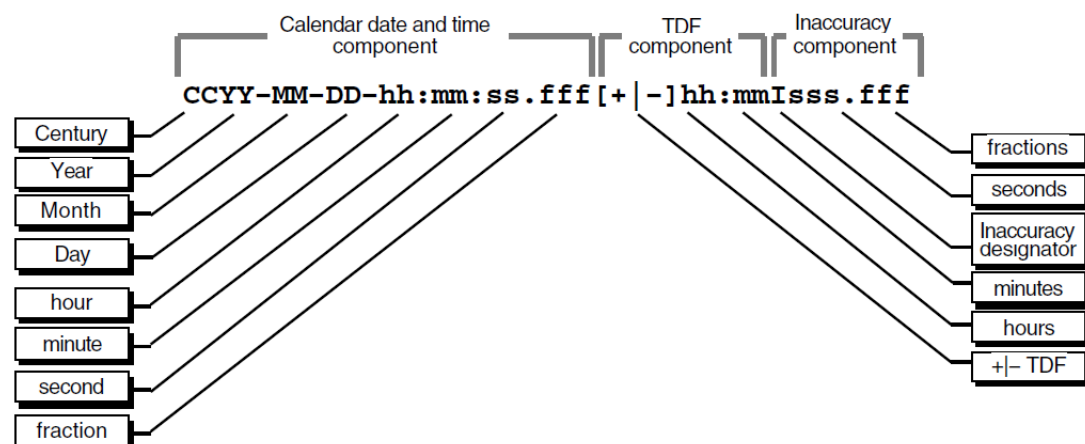 Calendar date and time
component
TDF
component
Inaccuracy
component
CCYY-MM-DD-hh:mm:ss.fff[+|-]hh:mmIsss.fff
Century
Year
Month
Day
hour
minute
second
fraction
fractions
seconds
Inaccuracy
designator
minutes
hours
+|– TDF